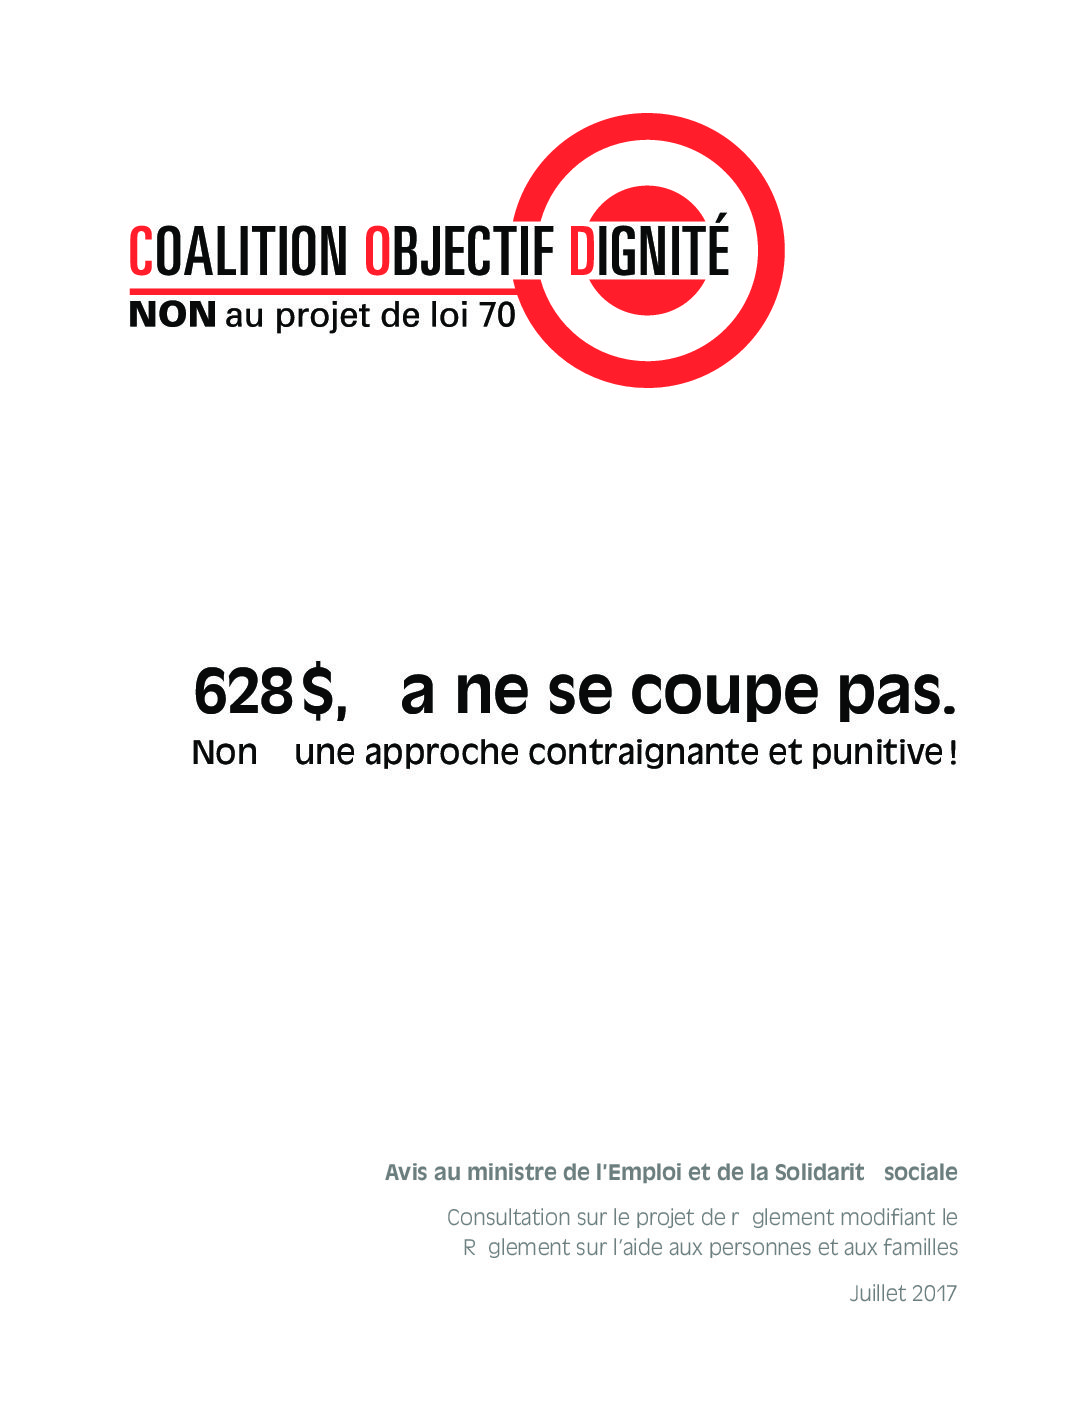 COALITION OBJECTIF DIGNITÉ
NON au projet de loi 70
628 $, a ne se coupe pas.
Non une approche contraignante et punitive !
Avis au ministre de l'Emploi et de la Solidarit sociale
Consultation sur le projet de r glement modifiant le
R glement sur l'aide aux personnes et aux familles
Juillet 2017